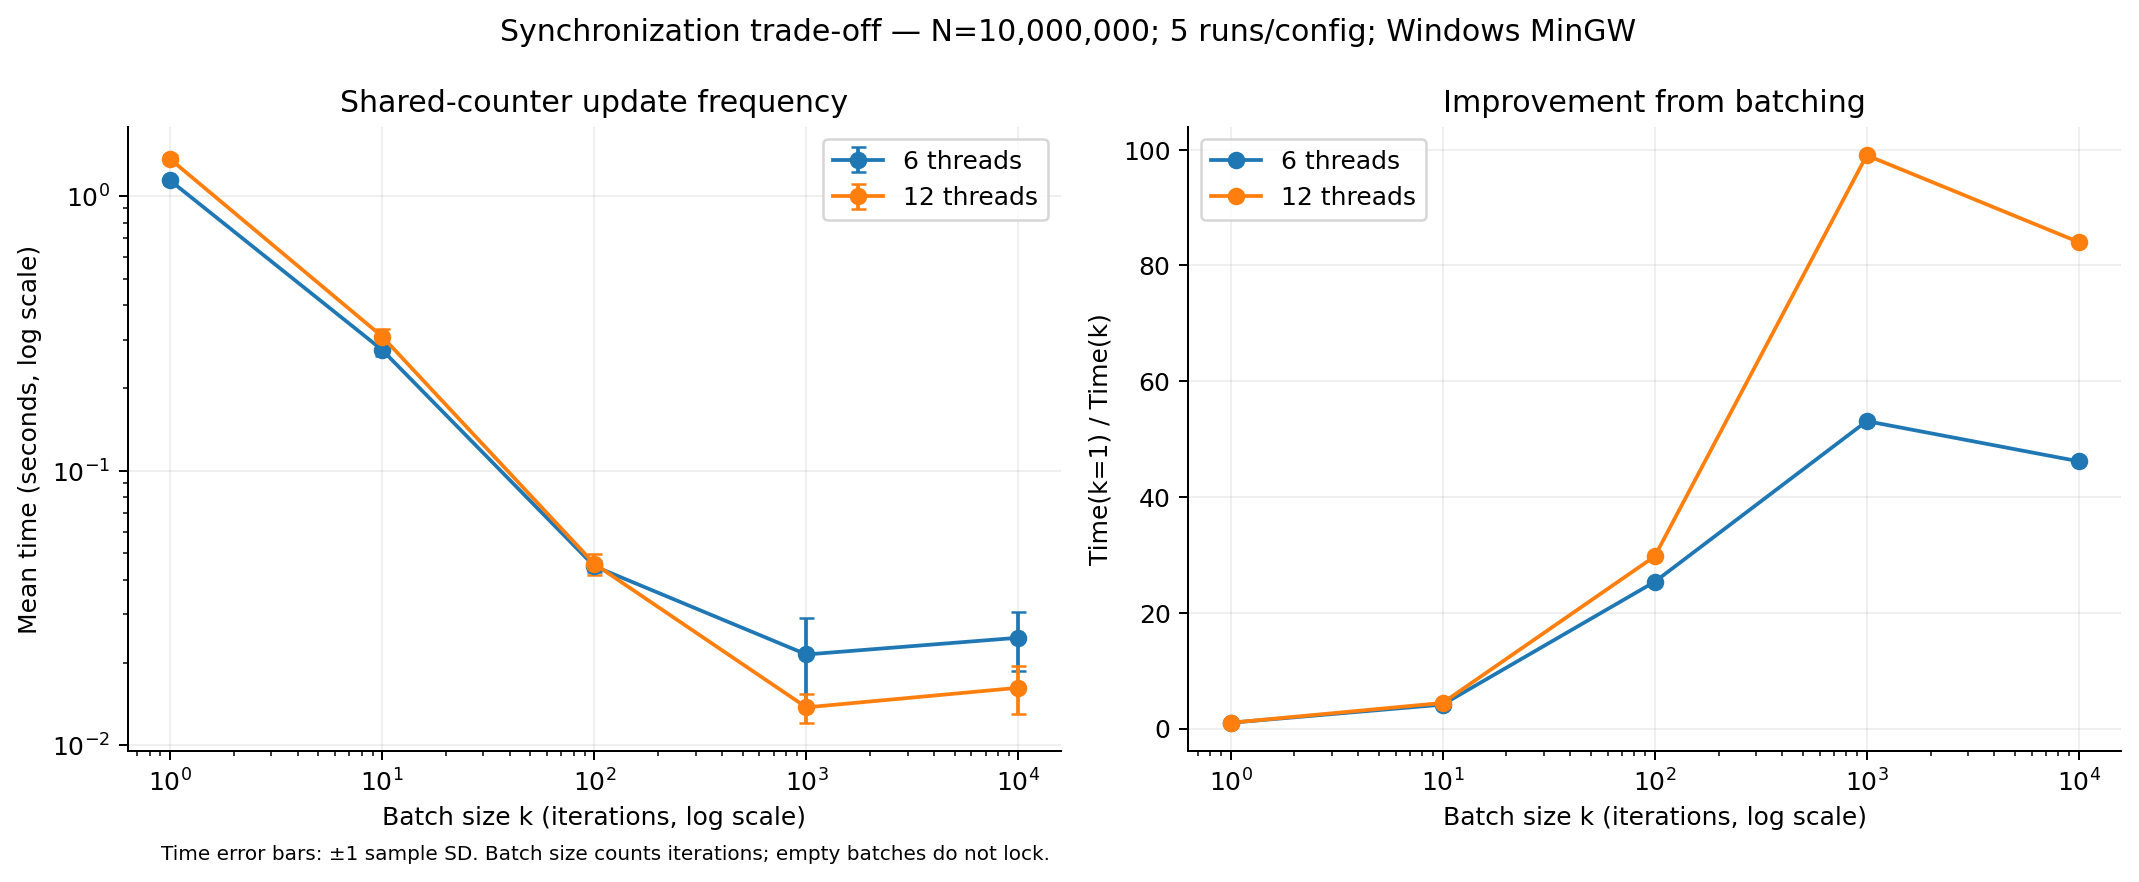 Synchronization trade-off — N=10,000,000; 5 runs/config; Windows MinGW
Shared-counter update frequency
6 threads
12 threads
Mean time (seconds, log scale)
10⁰
10⁻¹
10⁻²
10⁰ 10¹ 10² 10³ 10⁴
Batch size k (iterations, log scale)
Time error bars: ±1 sample SD. Batch size counts iterations; empty batches do not lock.
Improvement from batching
6 threads
12 threads
Time(k=1) / Time(k)
100
80
60
40
20
0
10⁰ 10¹ 10² 10³ 10⁴
Batch size k (iterations, log scale)